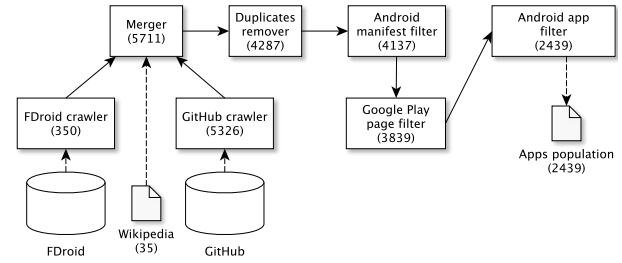 Merger
(5711)
Duplicates
remover
(4287)
Android
manifest filter
(4137)
Android app
filter
(2439)
FDroid crawler
(350)
GitHub crawler
(5326)
Google Play
page filter
(3839)
Apps population
(2439)
FDroid
Wikipedia
(35)
GitHub